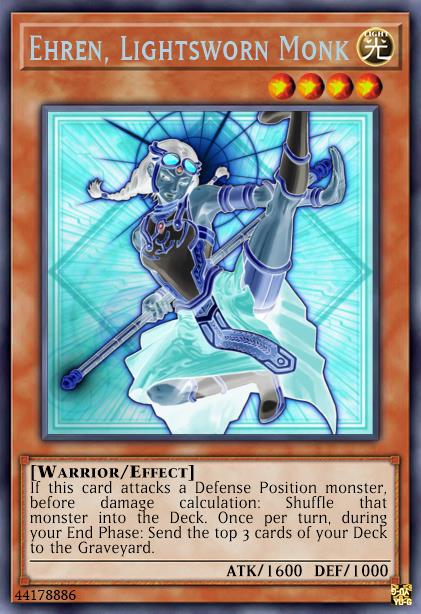 Ehren, Lightsworn Monk
LIGHT
光
[Warrior/Effect]
If this card attacks a Defense Position monster,
before damage calculation: Shuffle that
monster into the Deck. Once per turn, during
your End Phase: Send the top 3 cards of your Deck
to the Graveyard.
ATK/1600 DEF/1000
44178886